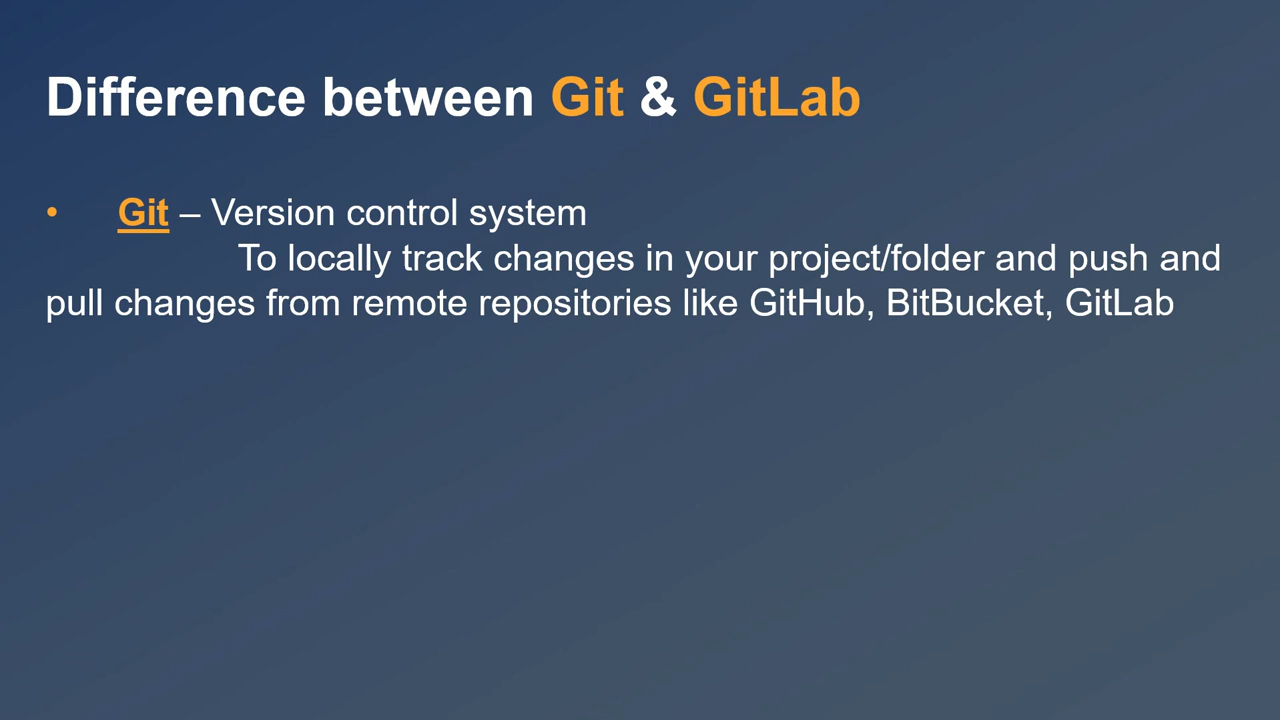 Difference between Git & GitLab
• Git – Version control system
To locally track changes in your project/folder and push and
pull changes from remote repositories like GitHub, BitBucket, GitLab